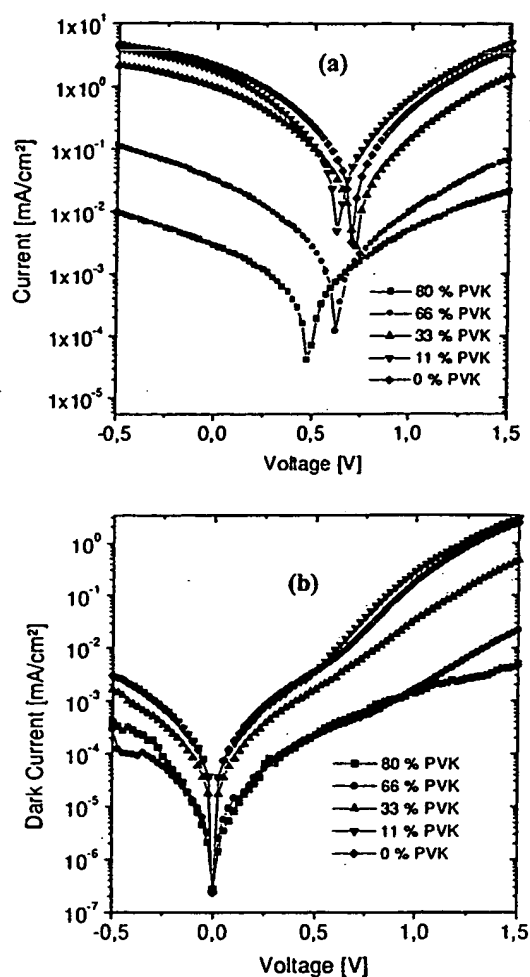 (a)
Current [mA/cm²]
1x10¹
1x10⁰
1x10⁻¹
1x10⁻²
1x10⁻³
1x10⁻⁴
1x10⁻⁵
80 % PVK
66 % PVK
33 % PVK
11 % PVK
0 % PVK
-0,5 0,0 0,5 1,0 1,5
Voltage [V]
(b)
Dark Current [mA/cm²]
10⁰
10⁻¹
10⁻²
10⁻³
10⁻⁴
10⁻⁵
10⁻⁶
10⁻⁷
80 % PVK
66 % PVK
33 % PVK
11 % PVK
0 % PVK
-0,5 0,0 0,5 1,0 1,5
Voltage [V]